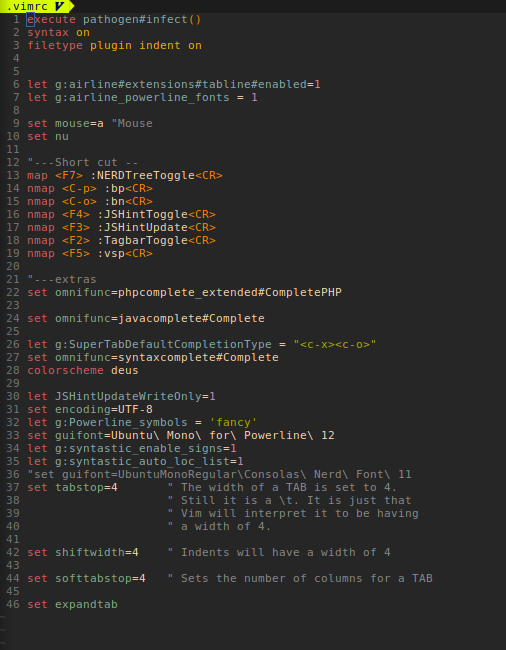 .vimrc
1 execute pathogen#infect()
2 syntax on
3 filetype plugin indent on
4
5
6 let g:airline#extensions#tabline#enabled=1
7 let g:airline_powerline_fonts = 1
8
9 set mouse=a "Mouse
10 set nu
11
12 "---Short cut --
13 map <F7> :NERDTreeToggle<CR>
14 nmap <C-p> :bp<CR>
15 nmap <C-o> :bn<CR>
16 nmap <F4> :JSHintToggle<CR>
17 nmap <F3> :JSHintUpdate<CR>
18 nmap <F2> :TagbarToggle<CR>
19 nmap <F5> :vsp<CR>
20
21 "---extras
22 set omnifunc=phpcomplete_extended#CompletePHP
23
24 set omnifunc=javacomplete#Complete
25
26 let g:SuperTabDefaultCompletionType = "<c-x><c-o>"
27 set omnifunc=syntaxcomplete#Complete
28 colorscheme deus
29
30 let JSHintUpdateWriteOnly=1
31 set encoding=UTF-8
32 let g:Powerline_symbols = 'fancy'
33 set guifont=Ubuntu\ Mono\ for\ Powerline\ 12
34 let g:syntastic_enable_signs=1
35 let g:syntastic_auto_loc_list=1
36 "set guifont=UbuntuMonoRegular\Consolas\ Nerd\ Font\ 11
37 set tabstop=4       " The width of a TAB is set to 4.
38                     " Still it is a \t. It is just that
39                     " Vim will interpret it to be having
40                     " a width of 4.
41
42 set shiftwidth=4    " Indents will have a width of 4
43
44 set softtabstop=4   " Sets the number of columns for a TAB
45
46 set expandtab
~
~
~